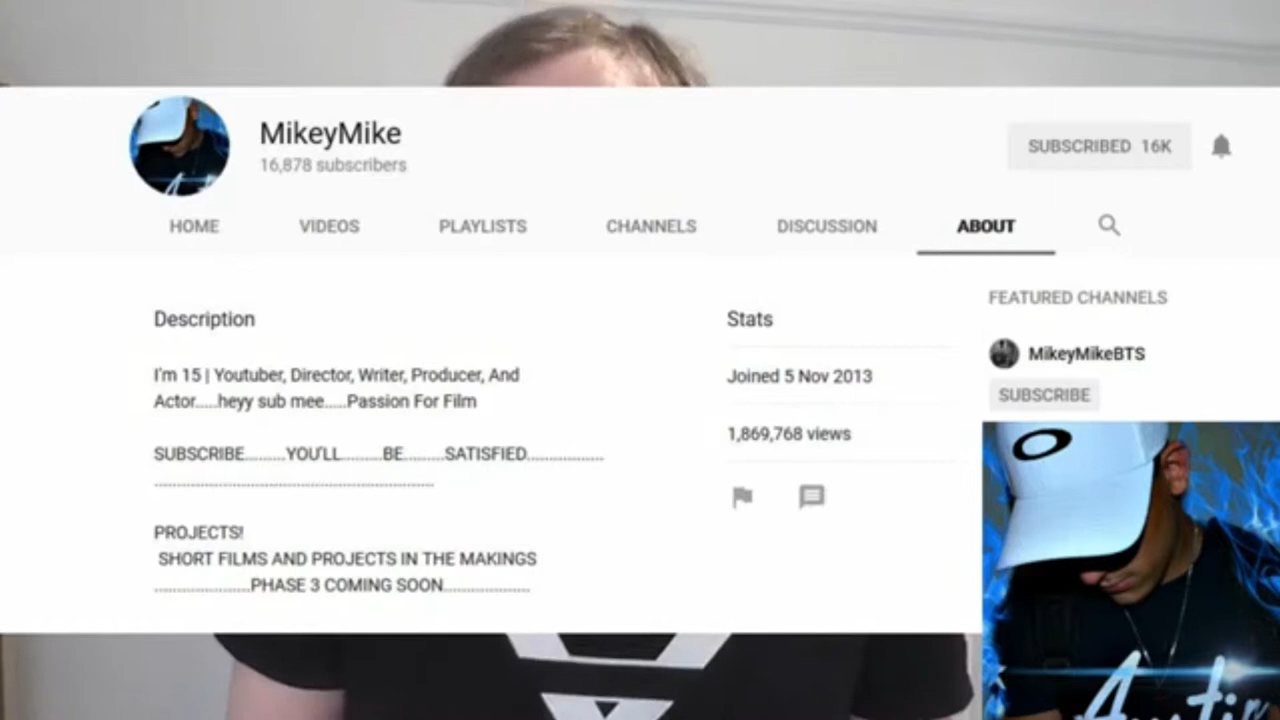 MikeyMike
16,878 subscribers
SUBSCRIBED 16K
HOME VIDEOS PLAYLISTS CHANNELS DISCUSSION ABOUT
Description
I'm 15 | Youtuber, Director, Writer, Producer, And
Actor.....heyy sub mee.....Passion For Film
SUBSCRIBE.........YOU'LL.........BE.........SATISFIED.................
..............................................................
PROJECTS!
SHORT FILMS AND PROJECTS IN THE MAKINGS
.....................PHASE 3 COMING SOON...................
Stats
Joined 5 Nov 2013
1,869,768 views
FEATURED CHANNELS
MikeyMikeBTS
SUBSCRIBE